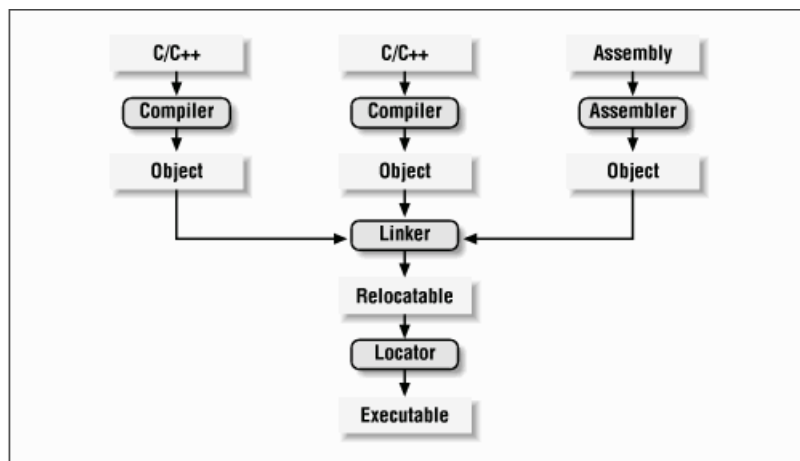 C/C++ C/C++ Assembly
Compiler Compiler Assembler
Object Object Object
Linker
Relocatable
Locator
Executable